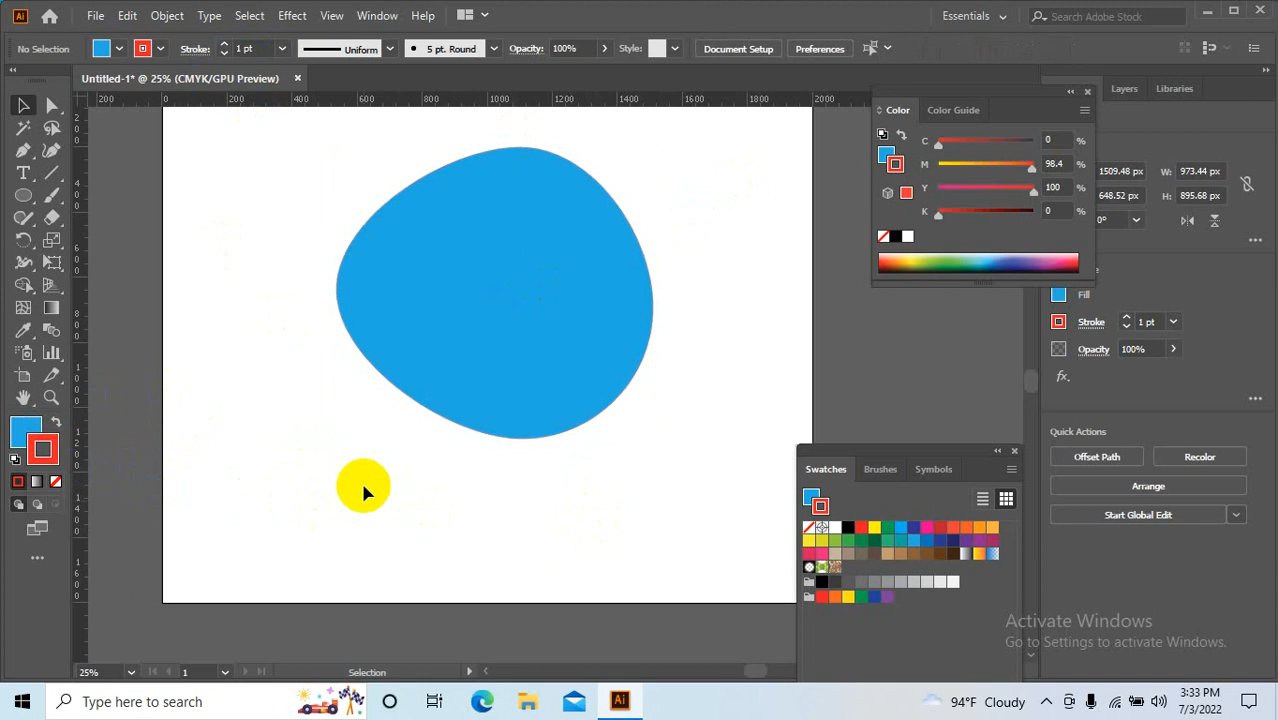 Ai File Edit Object Type Select Effect View Window Help Essentials Search Adobe Stock
No Selection Stroke: 1 pt Uniform 5 pt. Round Opacity: 100% Style: Document Setup Preferences
Untitled-1* @ 25% (CMYK/GPU Preview)
Layers Libraries
200 0 200 400 600 800 1000 1200 1400 1600 1800 2000
Color Color Guide
C 0 %
M 98.4 %
Y 100 %
K 0 %
1509.48 px W: 973.44 px
648.52 px H: 895.68 px
0°
Fill
Stroke 1 pt
Opacity 100%
fx.
Quick Actions
Offset Path Recolor
Arrange
Start Global Edit
Swatches Brushes Symbols
Activate Windows
Go to Settings to activate Windows.
25% 1 Selection
Type here to search
Ai
94°F Cloudy
3:33 PM
7/3/2022